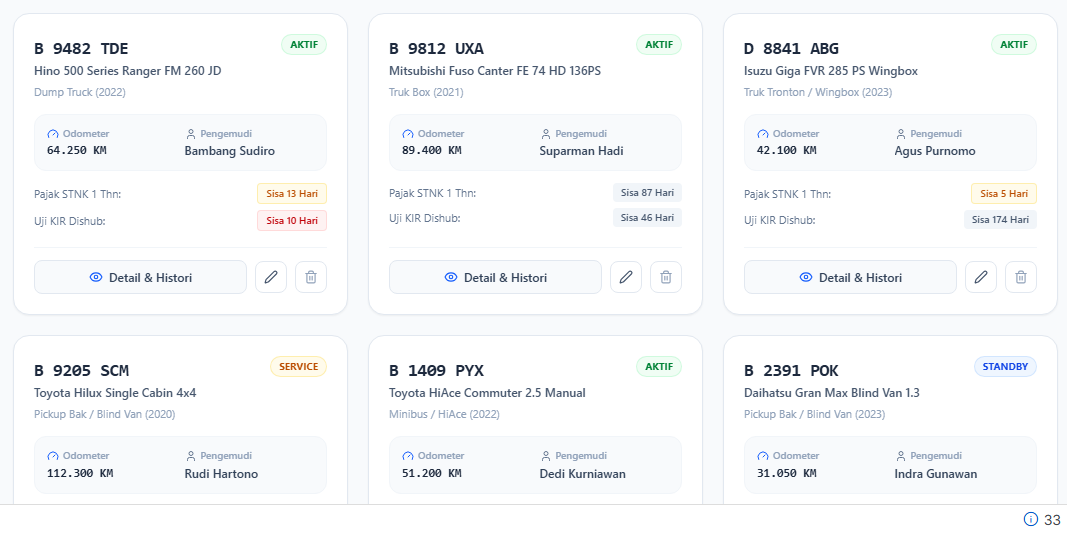 B 9482 TDE AKTIF
Hino 500 Series Ranger FM 260 JD
Dump Truck (2022)
Odometer Pengemudi
64.250 KM Bambang Sudiro
Pajak STNK 1 Thn: Sisa 13 Hari
Uji KIR Dishub: Sisa 10 Hari
Detail & Histori
B 9812 UXA AKTIF
Mitsubishi Fuso Canter FE 74 HD 136PS
Truk Box (2021)
Odometer Pengemudi
89.400 KM Suparman Hadi
Pajak STNK 1 Thn: Sisa 87 Hari
Uji KIR Dishub: Sisa 46 Hari
Detail & Histori
D 8841 ABG AKTIF
Isuzu Giga FVR 285 PS Wingbox
Truk Tronton / Wingbox (2023)
Odometer Pengemudi
42.100 KM Agus Purnomo
Pajak STNK 1 Thn: Sisa 5 Hari
Uji KIR Dishub: Sisa 174 Hari
Detail & Histori
B 9205 SCM SERVICE
Toyota Hilux Single Cabin 4x4
Pickup Bak / Blind Van (2020)
Odometer Pengemudi
112.300 KM Rudi Hartono
B 1409 PYX AKTIF
Toyota HiAce Commuter 2.5 Manual
Minibus / HiAce (2022)
Odometer Pengemudi
51.200 KM Dedi Kurniawan
B 2391 POK STANDBY
Daihatsu Gran Max Blind Van 1.3
Pickup Bak / Blind Van (2023)
Odometer Pengemudi
31.050 KM Indra Gunawan
33